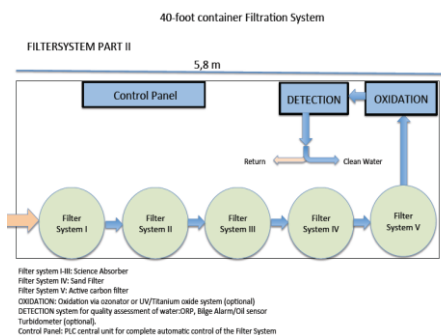 40-foot container Filtration System
FILTERSYSTEM PART II
5,8 m
Control Panel
DETECTION
OXIDATION
Return
Clean Water
Filter
System I
Filter
System II
Filter
System III
Filter
System IV
Filter
System V
Filter system I-III: Science Absorber
Filter System IV: Sand Filter
Filter System V: Active carbon filter
OXIDATION: Oxidation via ozonator or UV/Titanium oxide system (optional)
DETECTION system for quality assessment of water:ORP, Bilge Alarm/Oil sensor
Turbidometer (optional).
Control Panel: PLC central unit for complete automatic control of the Filter System